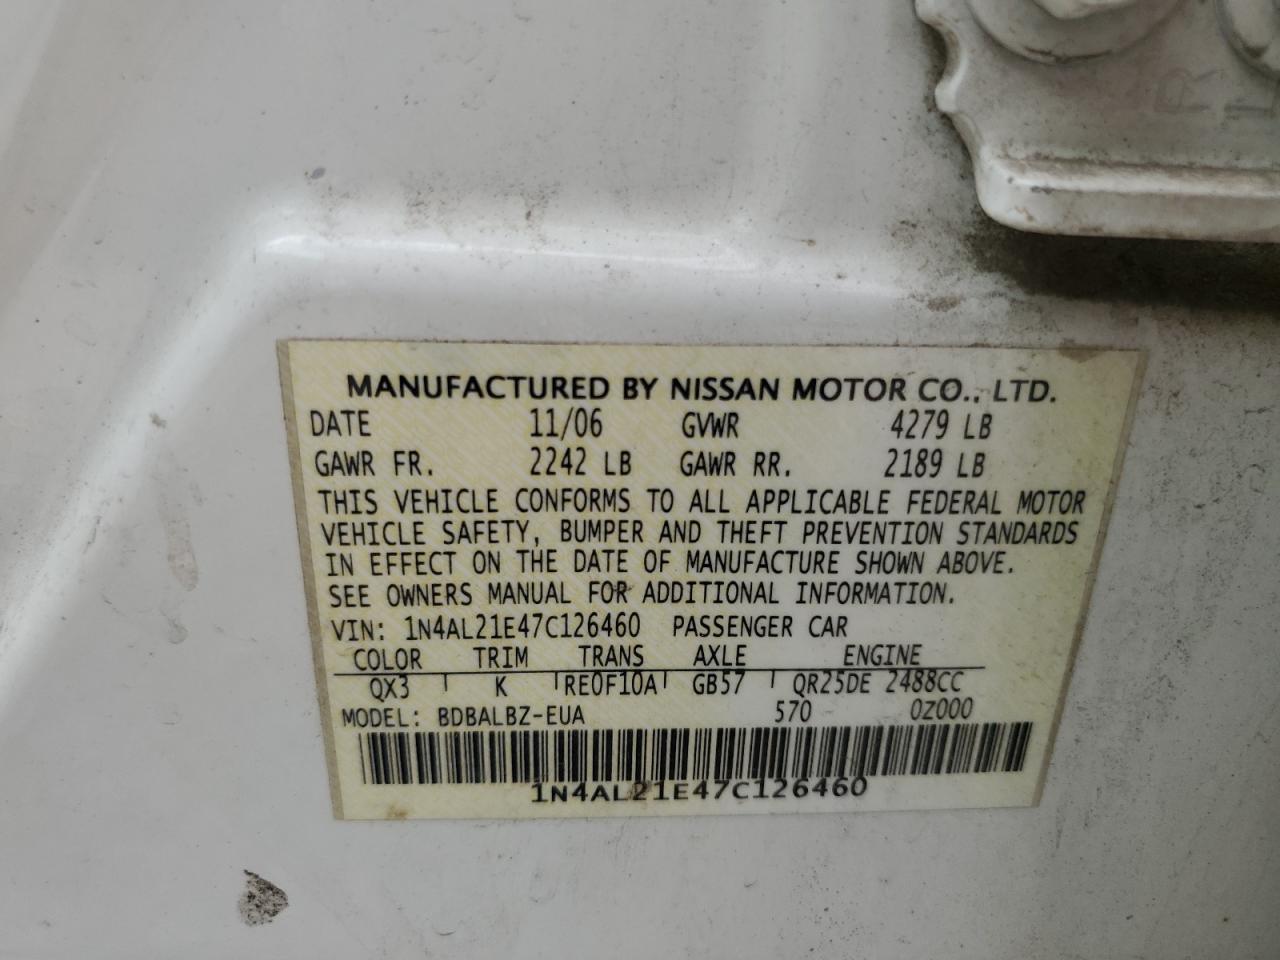 MANUFACTURED BY NISSAN MOTOR CO., LTD.
DATE 11/06 GVWR 4279 LB
GAWR FR. 2242 LB GAWR RR. 2189 LB
THIS VEHICLE CONFORMS TO ALL APPLICABLE FEDERAL MOTOR
VEHICLE SAFETY, BUMPER AND THEFT PREVENTION STANDARDS
IN EFFECT ON THE DATE OF MANUFACTURE SHOWN ABOVE.
SEE OWNERS MANUAL FOR ADDITIONAL INFORMATION.
VIN: 1N4AL21E47C126460 PASSENGER CAR
COLOR TRIM TRANS AXLE ENGINE
QX3 K RE0F10A GB57 QR25DE 2488CC
MODEL: BDBALBZ-EUA 570 0Z000
1N4AL21E47C126460